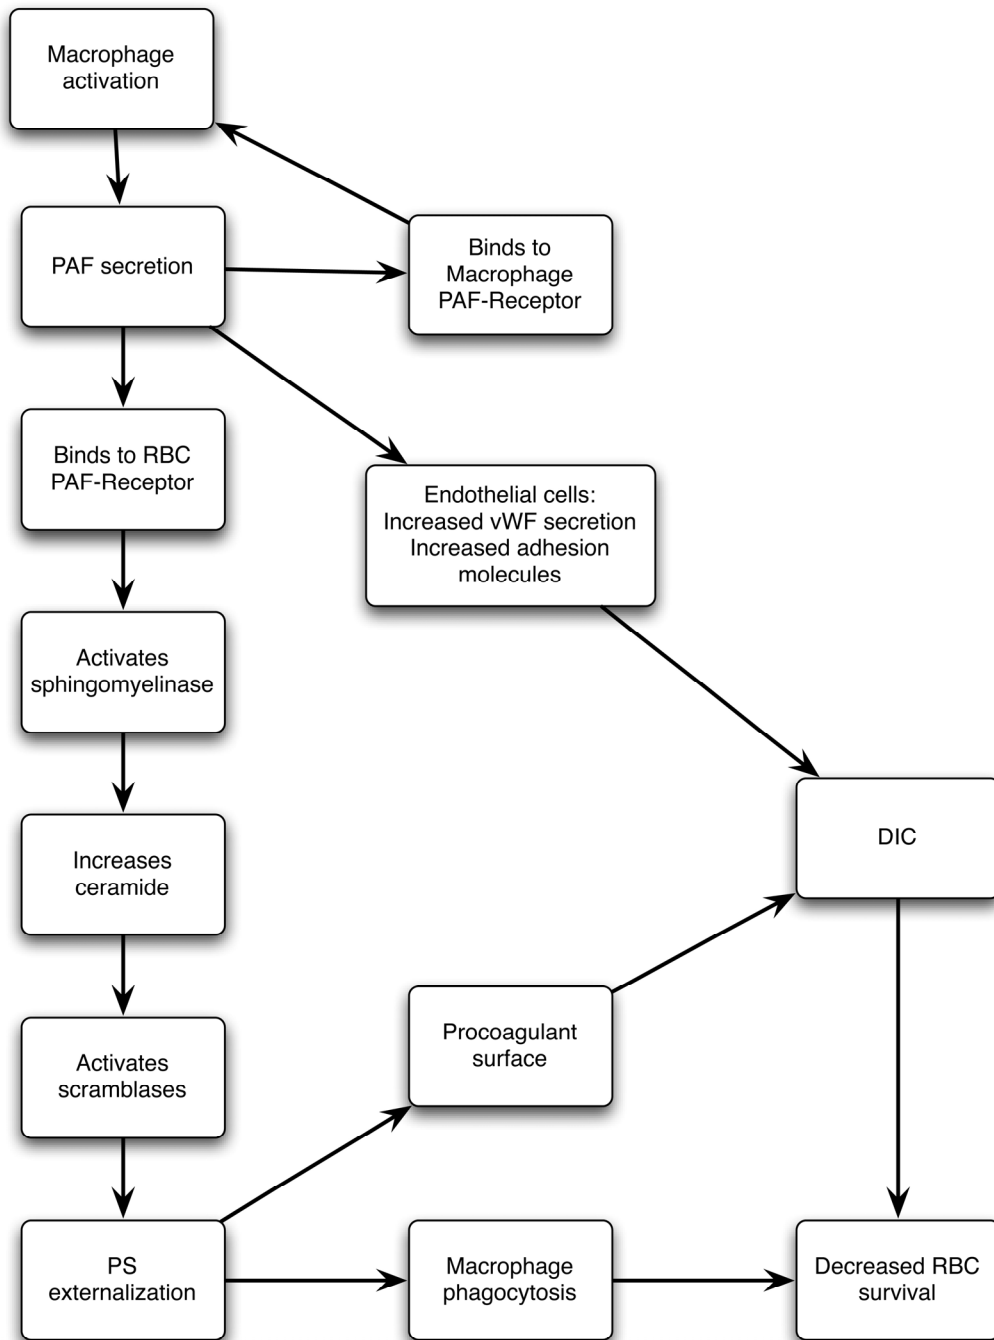 Macrophage
activation
PAF secretion
Binds to
Macrophage
PAF-Receptor
Binds to RBC
PAF-Receptor
Endothelial cells:
Increased vWF secretion
Increased adhesion
molecules
Activates
sphingomyelinase
DIC
Increases
ceramide
Procoagulant
surface
Activates
scramblases
PS
externalization
Macrophage
phagocytosis
Decreased RBC
survival